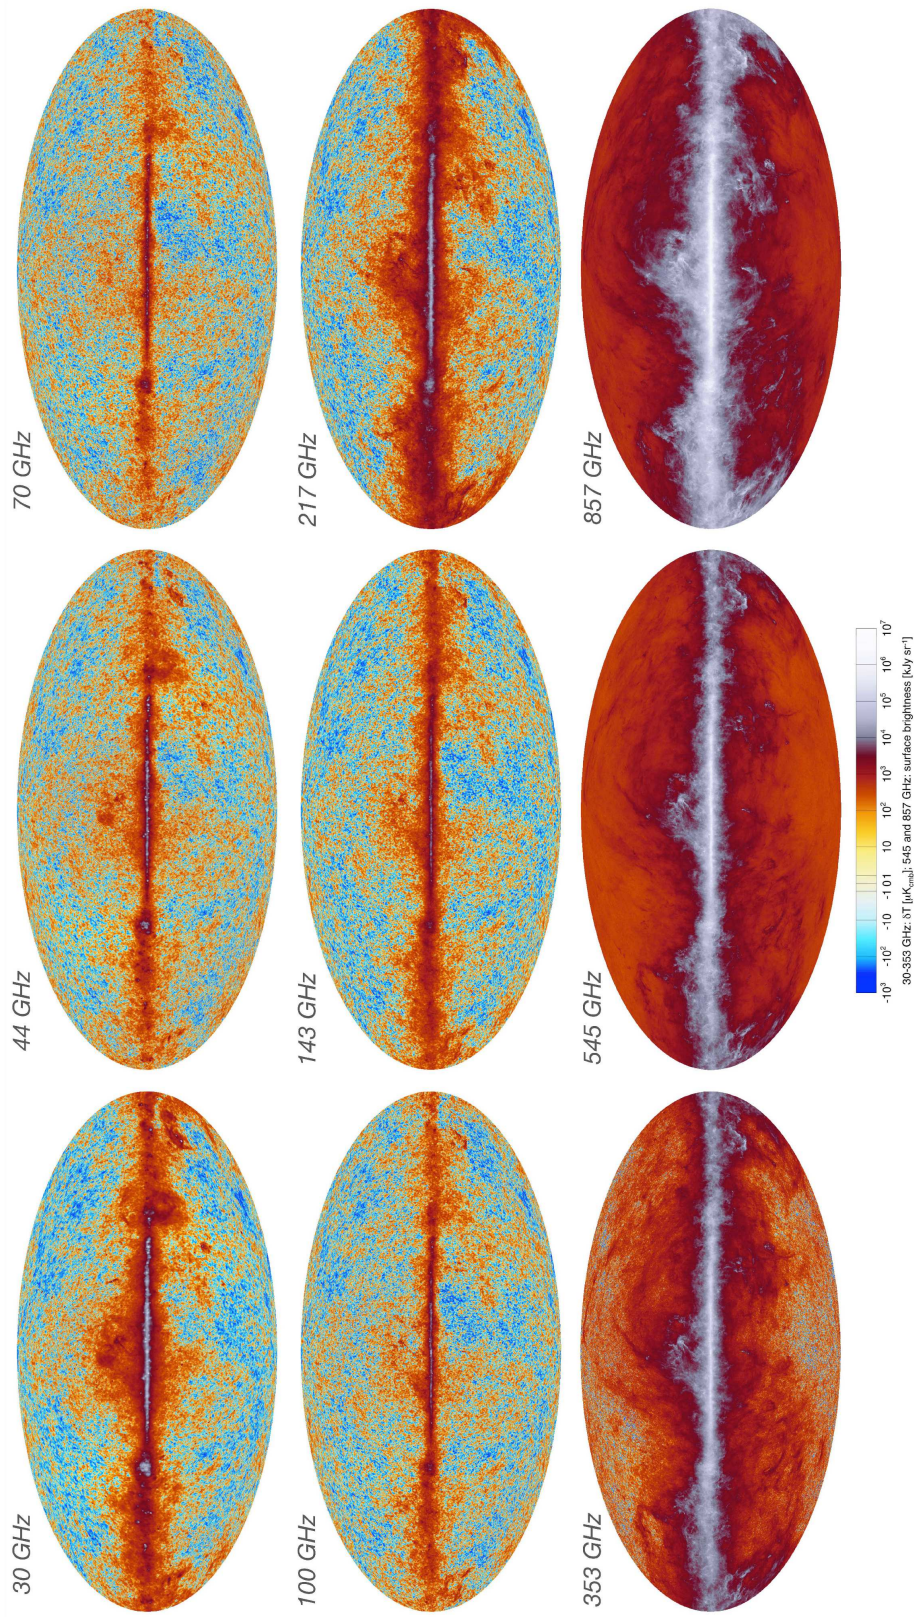 30 GHz
44 GHz
70 GHz
100 GHz
143 GHz
217 GHz
353 GHz
545 GHz
857 GHz
-10³ -10² -10 -1 0 1 10 10² 10³ 10⁴ 10⁵ 10⁶ 10⁷
30-353 GHz: δT [μK_cmb]; 545 and 857 GHz: surface brightness [kJy sr⁻¹]